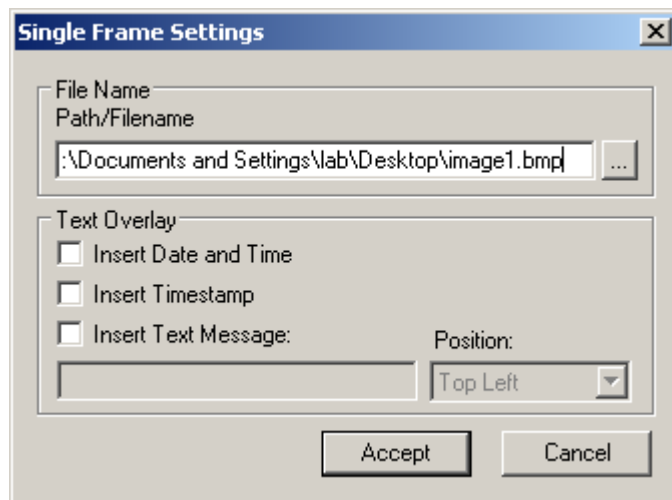 Single Frame Settings
File Name
Path/Filename
:\Documents and Settings\lab\Desktop\image1.bmp
...
Text Overlay
Insert Date and Time
Insert Timestamp
Insert Text Message:
Position:
Top Left
Accept
Cancel